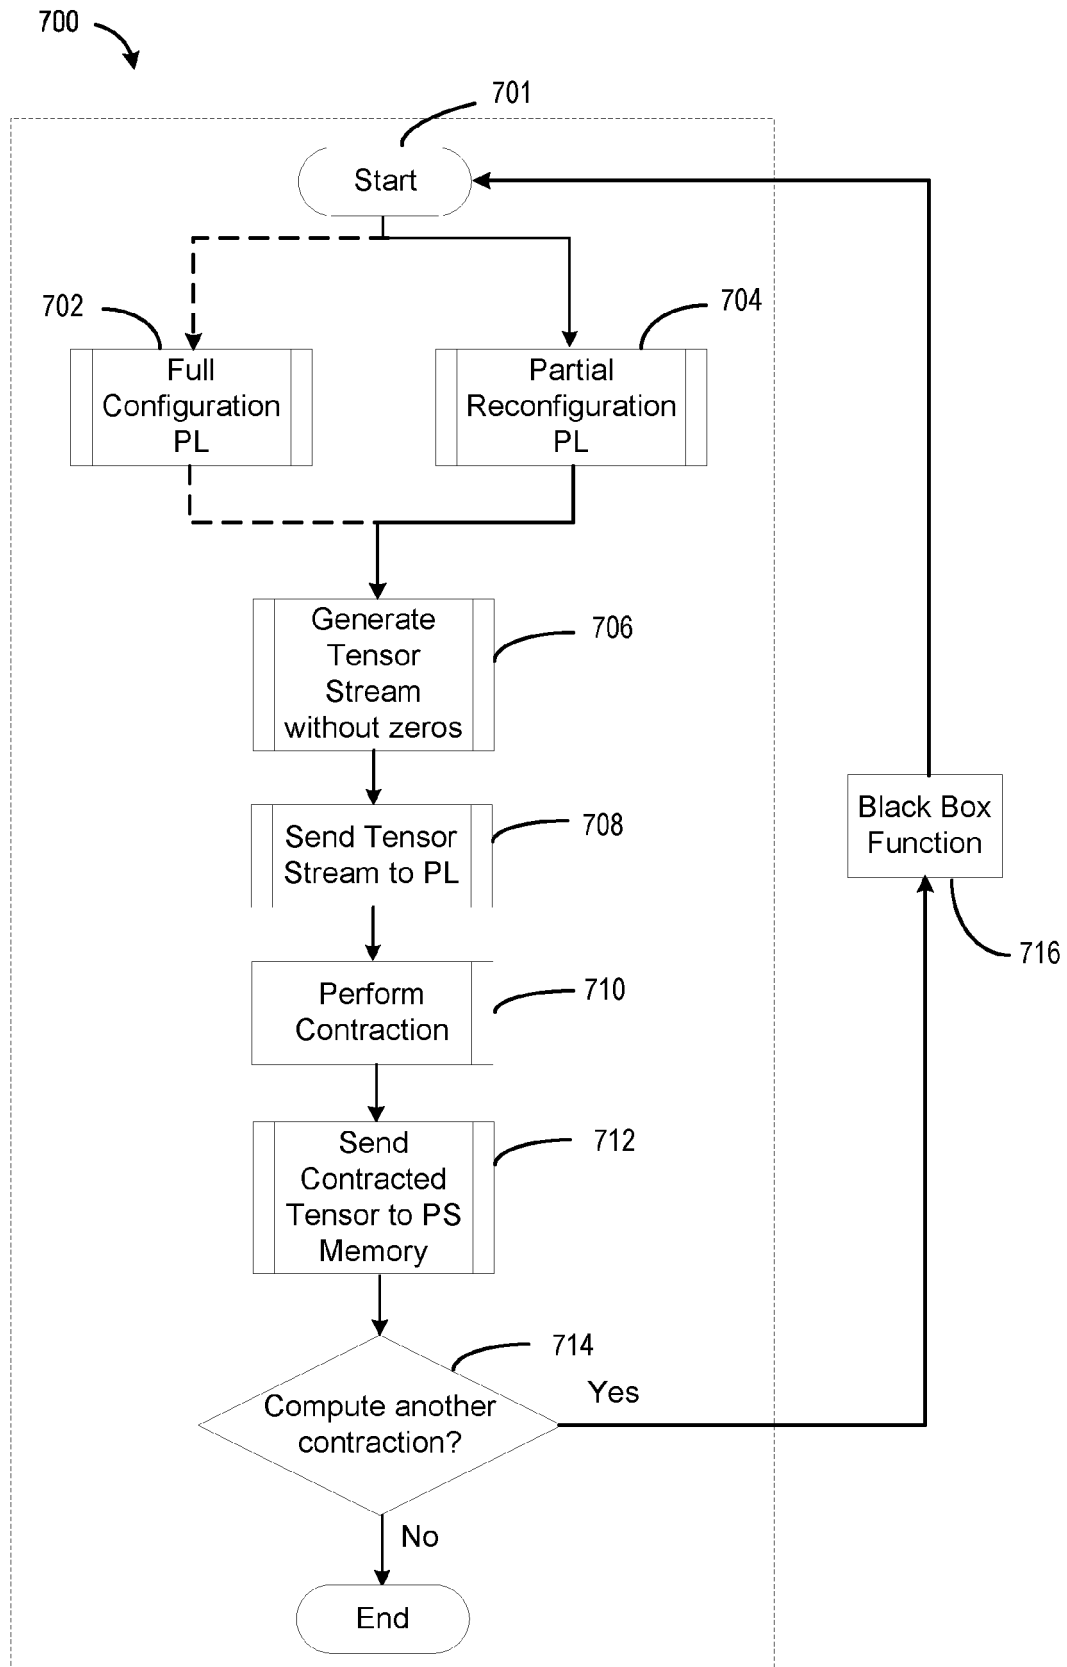 700
701
Start
702
704
Full
Configuration
PL
Partial
Reconfiguration
PL
Generate
Tensor
Stream
without zeros
706
Send Tensor
Stream to PL
708
Black Box
Function
716
Perform
Contraction
710
Send
Contracted
Tensor to PS
Memory
712
714
Yes
Compute another
contraction?
No
End